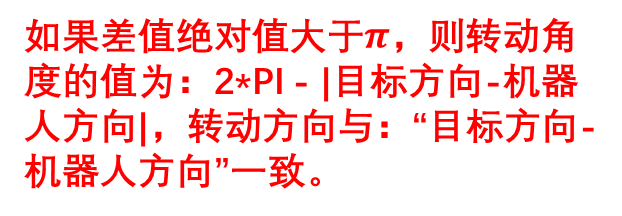 如果差值绝对值大于π，则转动角
度的值为：2*PI - |目标方向-机器
人方向|，转动方向与：“目标方向-
机器人方向”一致。